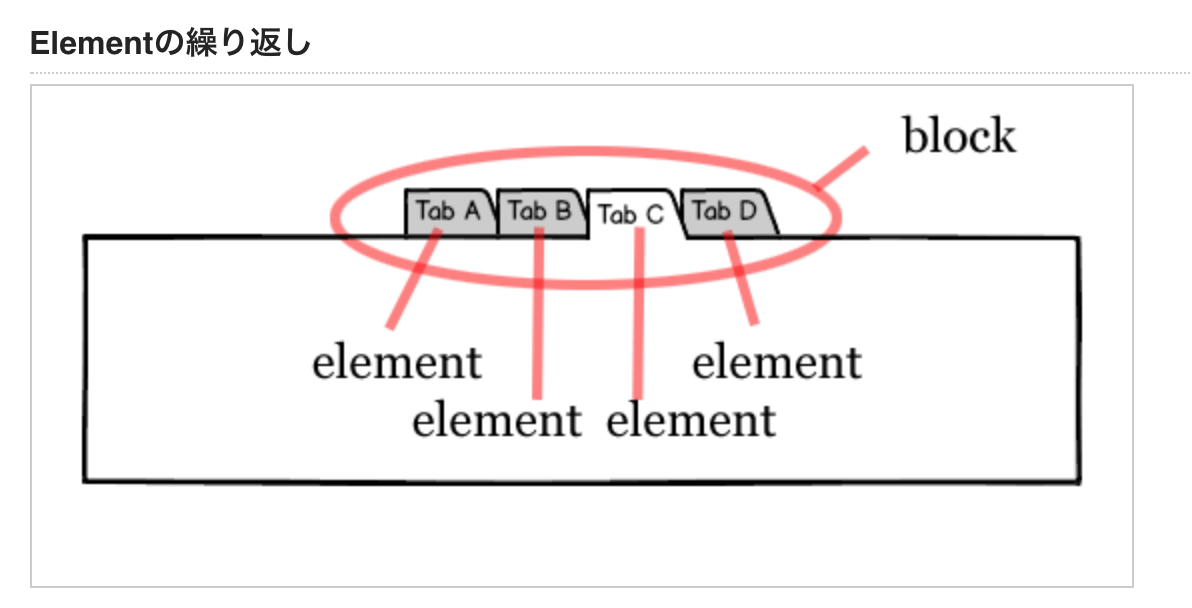 Elementの繰り返し
block
Tab A Tab B Tab C Tab D
element element
element element